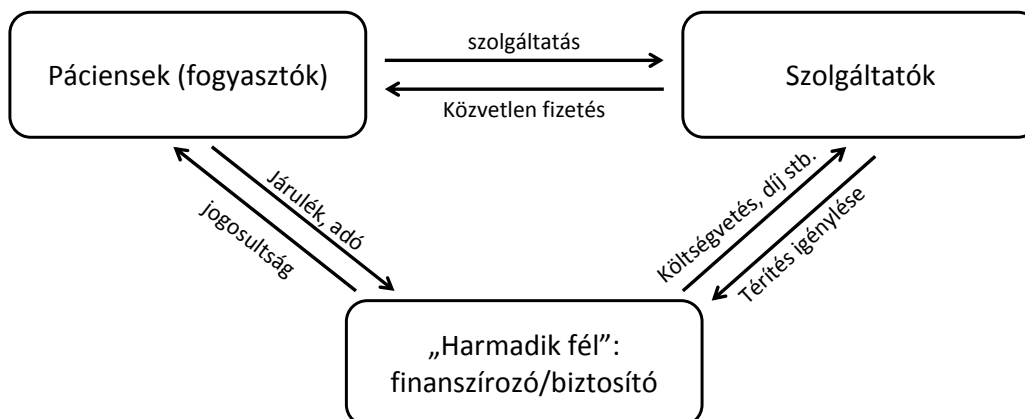 Páciensek (fogyasztók)
szolgáltatás
Közvetlen fizetés
Szolgáltatók
Járulék, adó
jogosultság
Költségvetés, díj stb.
Térítés igénylése
„Harmadik fél”:
finanszírozó/biztosító